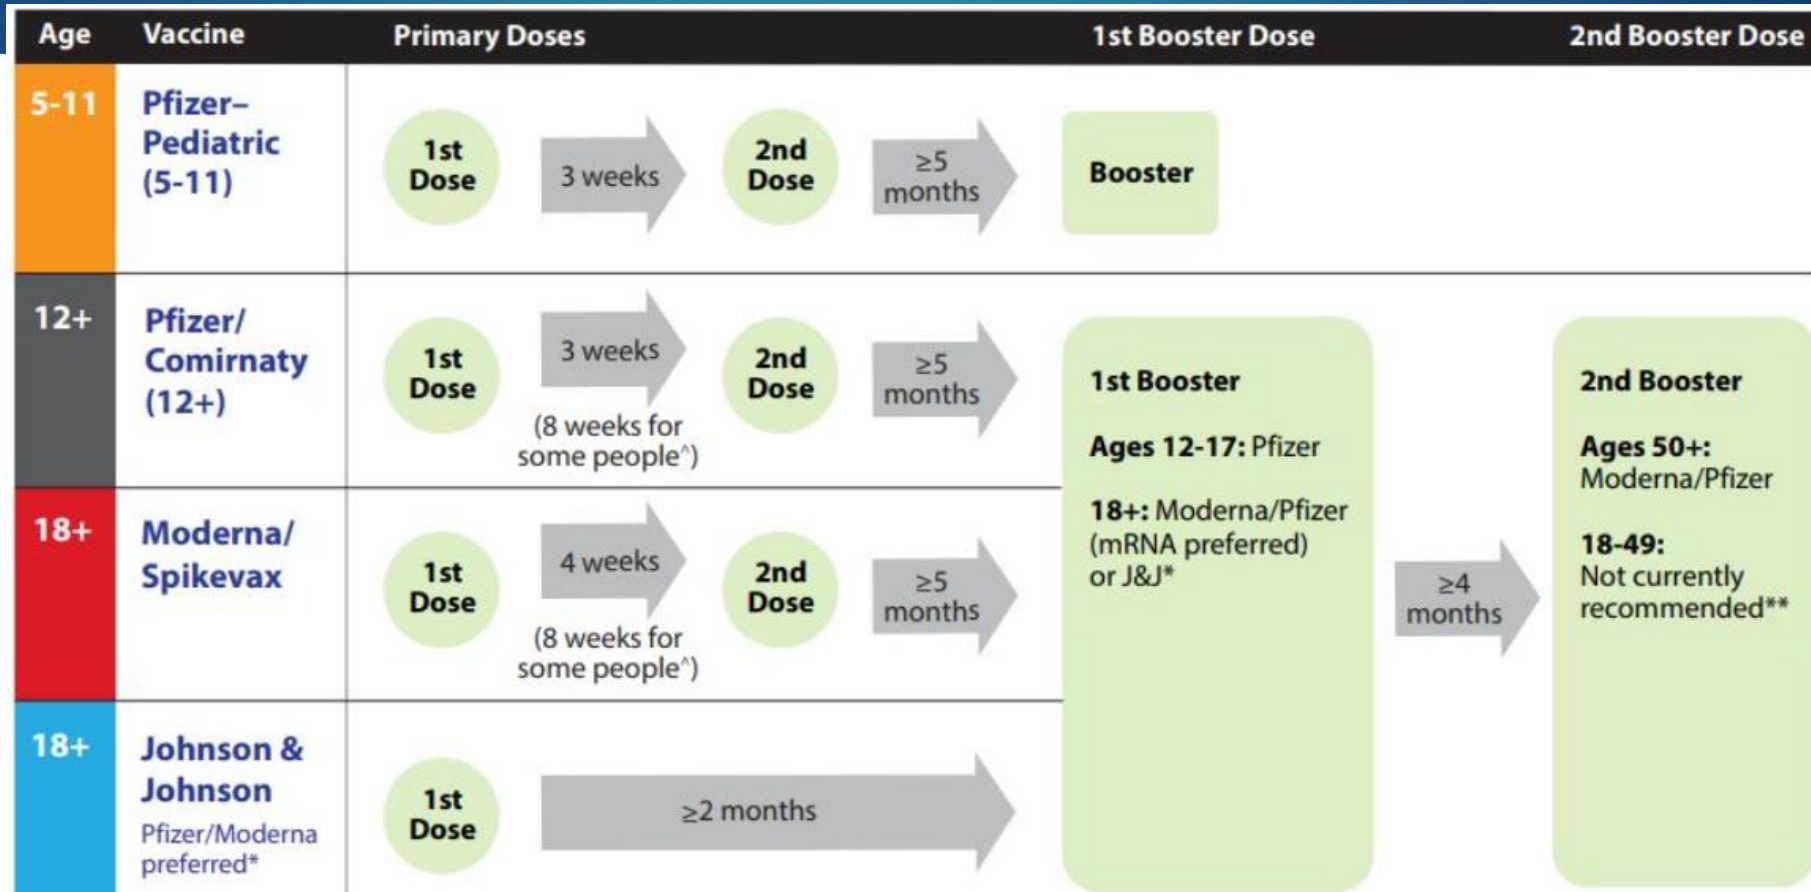 Age Vaccine Primary Doses 1st Booster Dose 2nd Booster Dose
5-11
Pfizer–
Pediatric
(5-11)
1st
Dose
3 weeks
2nd
Dose
≥5
months
Booster
12+
Pfizer/
Comirnaty
(12+)
1st
Dose
3 weeks
(8 weeks for
some people^)
2nd
Dose
≥5
months
18+
Moderna/
Spikevax
1st
Dose
4 weeks
(8 weeks for
some people^)
2nd
Dose
≥5
months
18+
Johnson &
Johnson
Pfizer/Moderna
preferred*
1st
Dose
≥2 months
1st Booster
Ages 12-17: Pfizer
18+: Moderna/Pfizer
(mRNA preferred)
or J&J*
≥4
months
2nd Booster
Ages 50+:
Moderna/Pfizer
18-49:
Not currently
recommended**